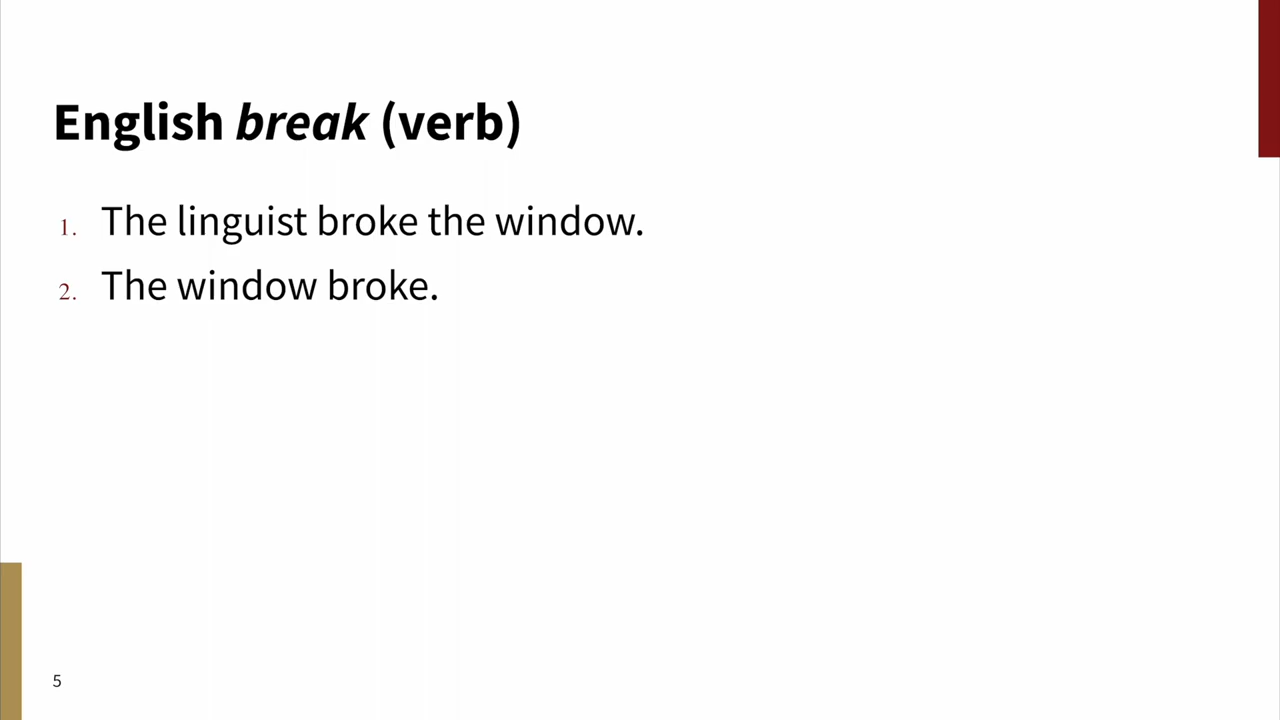 English break (verb)
1. The linguist broke the window.
2. The window broke.
5